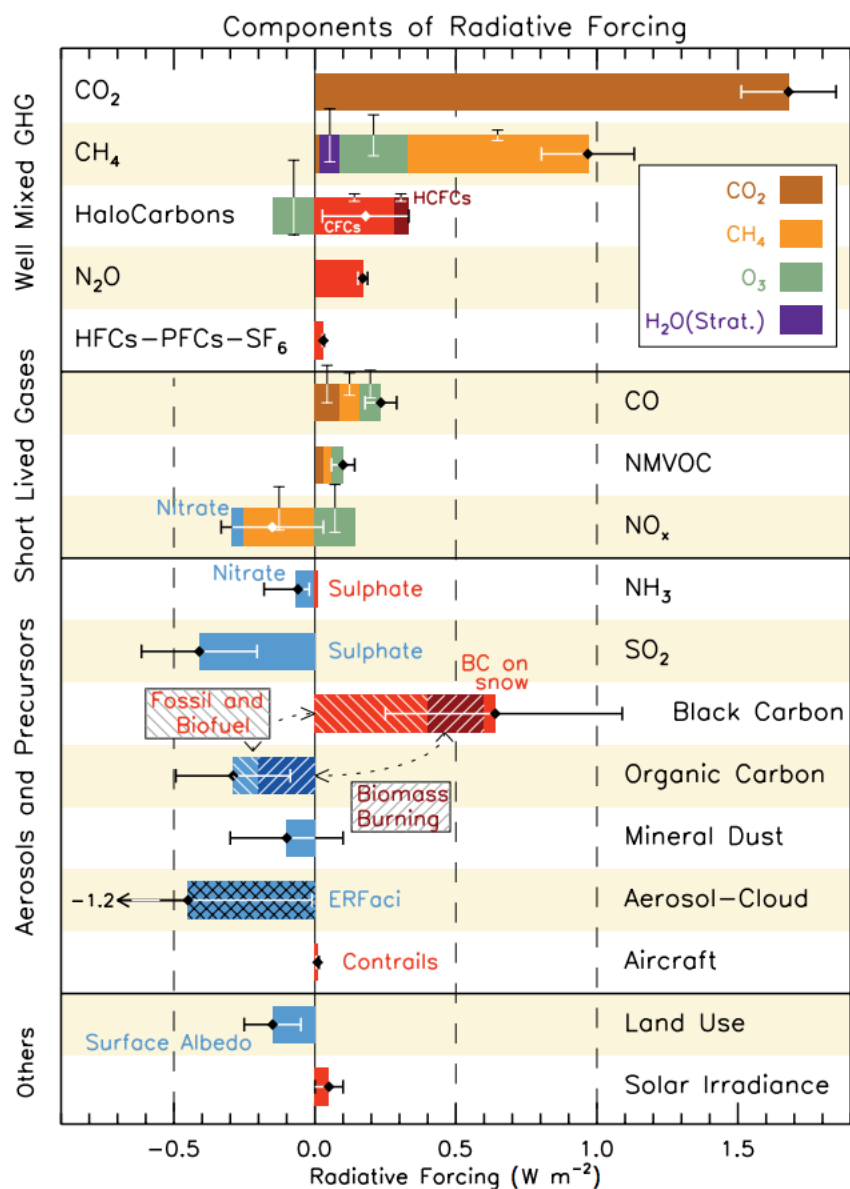 Components of Radiative Forcing
Well Mixed GHG
CO₂
CH₄
HaloCarbons
HCFCs
CFCs
N₂O
HFCs-PFCs-SF₆
CO₂
CH₄
O₃
H₂O(Strat.)
Short Lived Gases
CO
NMVOC
Nitrate
NOₓ
Aerosols and Precursors
Nitrate
Sulphate
NH₃
Sulphate
SO₂
BC on
snow
Fossil and
Biofuel
Black Carbon
Organic Carbon
Biomass
Burning
Mineral Dust
-1.2
ERFaci
Aerosol-Cloud
Contrails
Aircraft
Others
Land Use
Surface Albedo
Solar Irradiance
-0.5 0.0 0.5 1.0 1.5
Radiative Forcing (W m⁻²)